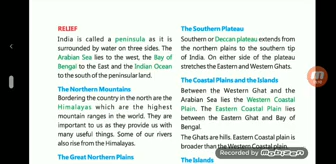 RELIEF
India is called a peninsula as it is
surrounded by water on three sides.
The Arabian Sea lies to the west, the Bay of
Bengal to the East and the Indian Ocean
to the south of the peninsular land.
The Northern Mountains
Bordering the country in the north are the
Himalayas which are the highest
mountain ranges in the world. They
are important to us as they provide us with
many useful things. Some of our rivers
also rise from the Himalayas.
The Great Northern Plains
The Southern Plateau
Southern or Deccan plateau extends from
the northern plains to the southern tip of
India. On either side of the plateau
stretches the Eastern and Western Ghats.
The Coastal Plains and the Islands
Between the Western Ghats and the
Arabian Sea lies the Western Coastal
Plain. The Eastern Coastal Plain lies
between the Eastern Ghat and Bay of
Bengal.
The Ghats are hills. Eastern Coastal Plain is
broader than the Western Coastal plain.
The Islands